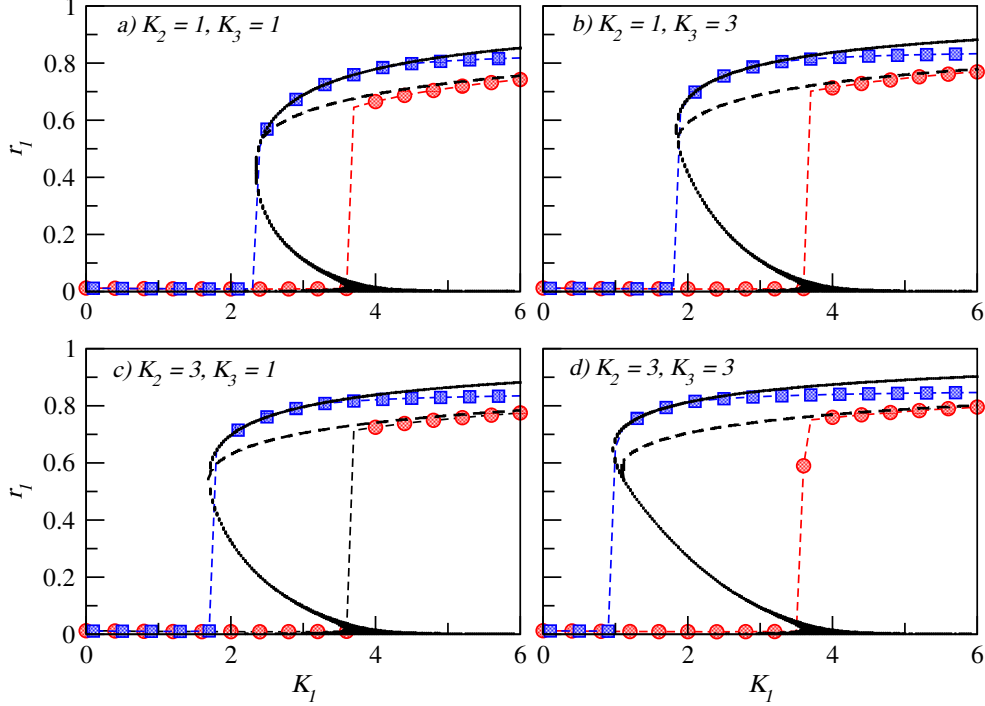 a) K₂ = 1, K₃ = 1
b) K₂ = 1, K₃ = 3
1
0.8
0.6
0.4
0.2
0
r₁
0 2 4 6
0 2 4 6
c) K₂ = 3, K₃ = 1
d) K₂ = 3, K₃ = 3
1
0.8
0.6
0.4
0.2
0
r₁
0 2 4 6
0 2 4 6
K₁
K₁